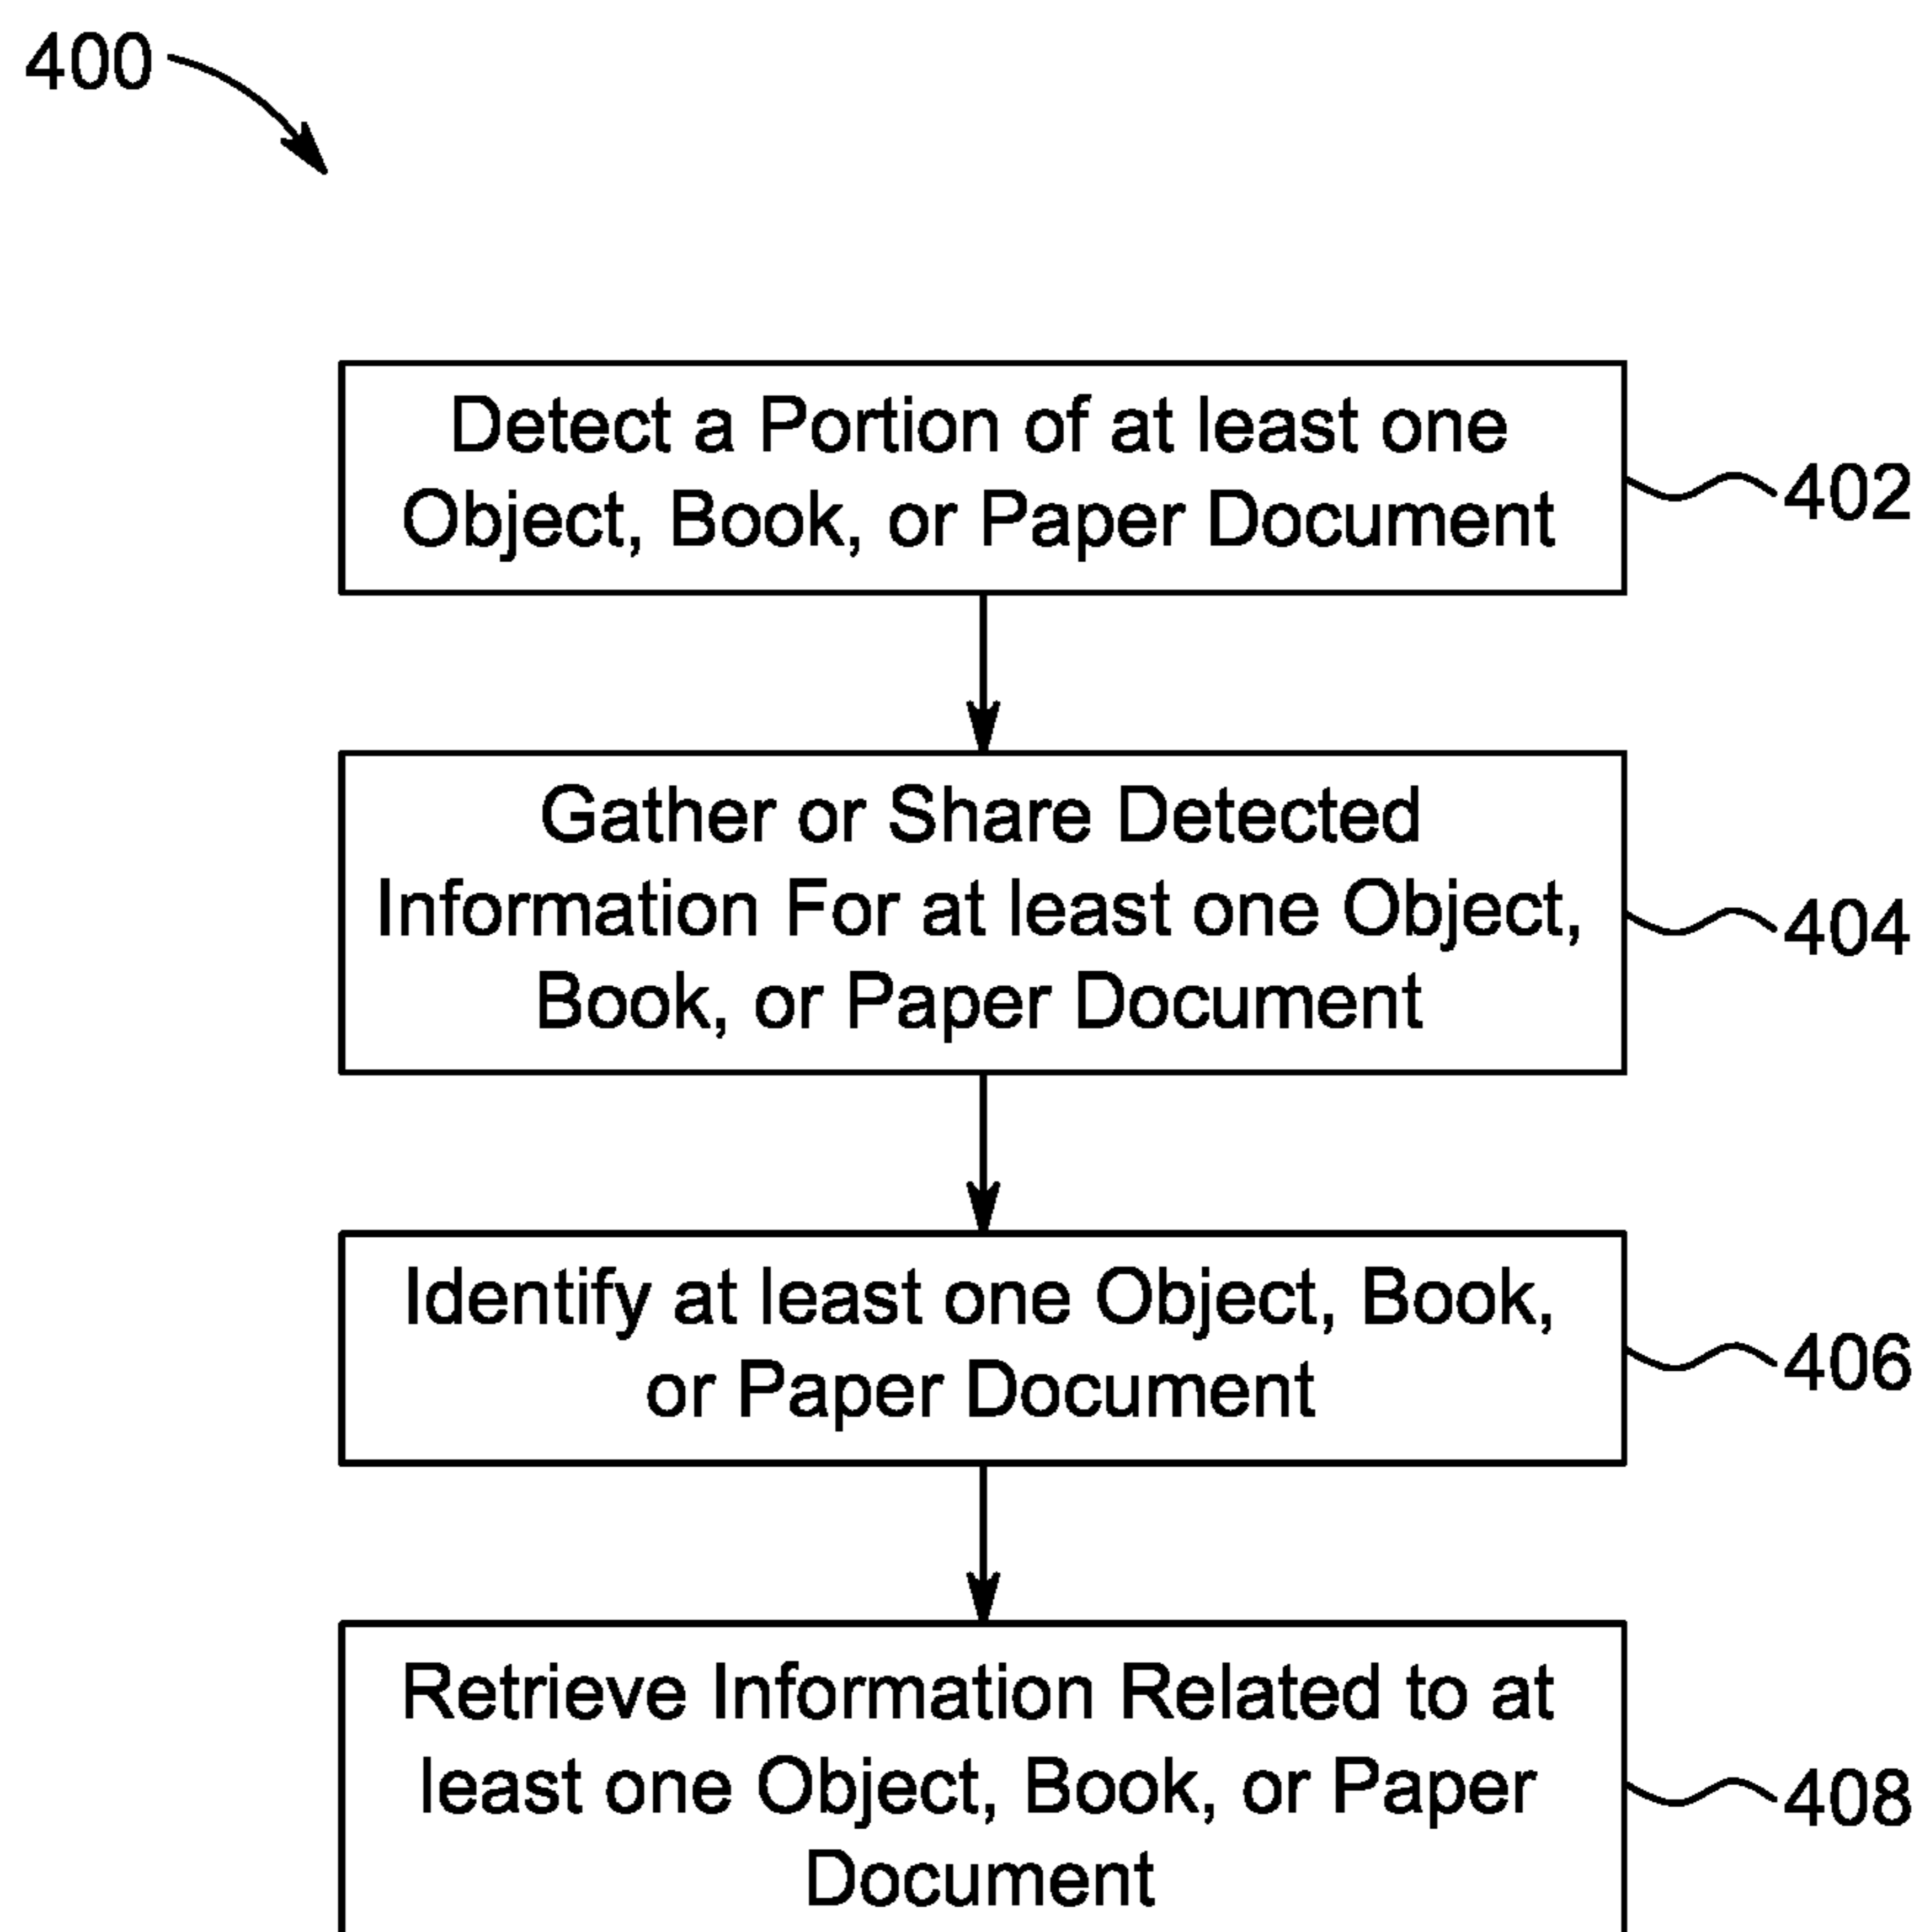 400
Detect a Portion of at least one
Object, Book, or Paper Document
402
Gather or Share Detected
Information For at least one Object,
Book, or Paper Document
404
Identify at least one Object, Book,
or Paper Document
406
Retrieve Information Related to at
least one Object, Book, or Paper
Document
408